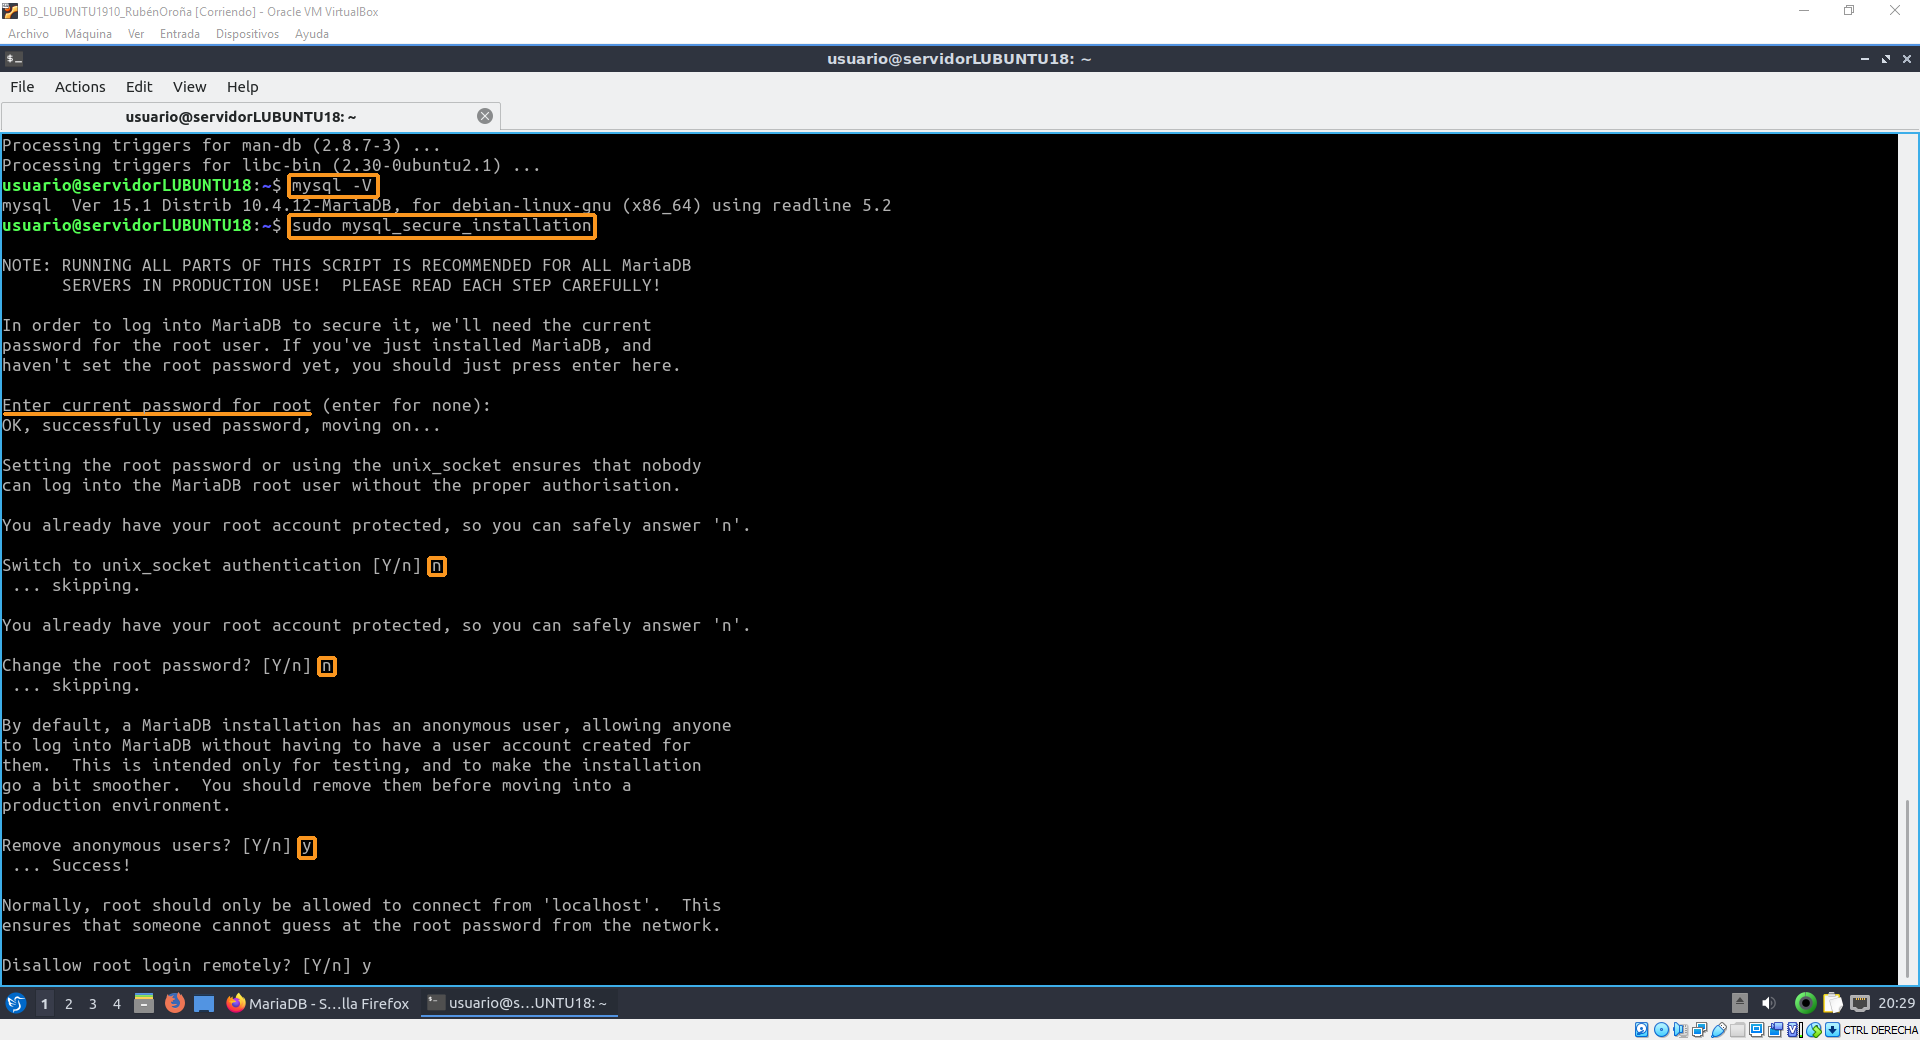 BD_LUBUNTU1910_RubénOroña [Corriendo] - Oracle VM VirtualBox
Archivo Máquina Ver Entrada Dispositivos Ayuda
usuario@servidorLUBUNTU18: ~
File Actions Edit View Help
usuario@servidorLUBUNTU18: ~
Processing triggers for man-db (2.8.7-3) ...
Processing triggers for libc-bin (2.30-0ubuntu2.1) ...
usuario@servidorLUBUNTU18:~$ mysql -V
mysql  Ver 15.1 Distrib 10.4.12-MariaDB, for debian-linux-gnu (x86_64) using readline 5.2
usuario@servidorLUBUNTU18:~$ sudo mysql_secure_installation
NOTE: RUNNING ALL PARTS OF THIS SCRIPT IS RECOMMENDED FOR ALL MariaDB
      SERVERS IN PRODUCTION USE!  PLEASE READ EACH STEP CAREFULLY!
In order to log into MariaDB to secure it, we'll need the current
password for the root user. If you've just installed MariaDB, and
haven't set the root password yet, you should just press enter here.
Enter current password for root (enter for none):
OK, successfully used password, moving on...
Setting the root password or using the unix_socket ensures that nobody
can log into the MariaDB root user without the proper authorisation.
You already have your root account protected, so you can safely answer 'n'.
Switch to unix_socket authentication [Y/n] n
 ... skipping.
You already have your root account protected, so you can safely answer 'n'.
Change the root password? [Y/n] n
 ... skipping.
By default, a MariaDB installation has an anonymous user, allowing anyone
to log into MariaDB without having to have a user account created for
them.  This is intended only for testing, and to make the installation
go a bit smoother.  You should remove them before moving into a
production environment.
Remove anonymous users? [Y/n] y
 ... Success!
Normally, root should only be allowed to connect from 'localhost'.  This
ensures that someone cannot guess at the root password from the network.
Disallow root login remotely? [Y/n] y
1 2 3 4 MariaDB - S...lla Firefox usuario@s...UNTU18: ~ 20:29
CTRL DERECHA